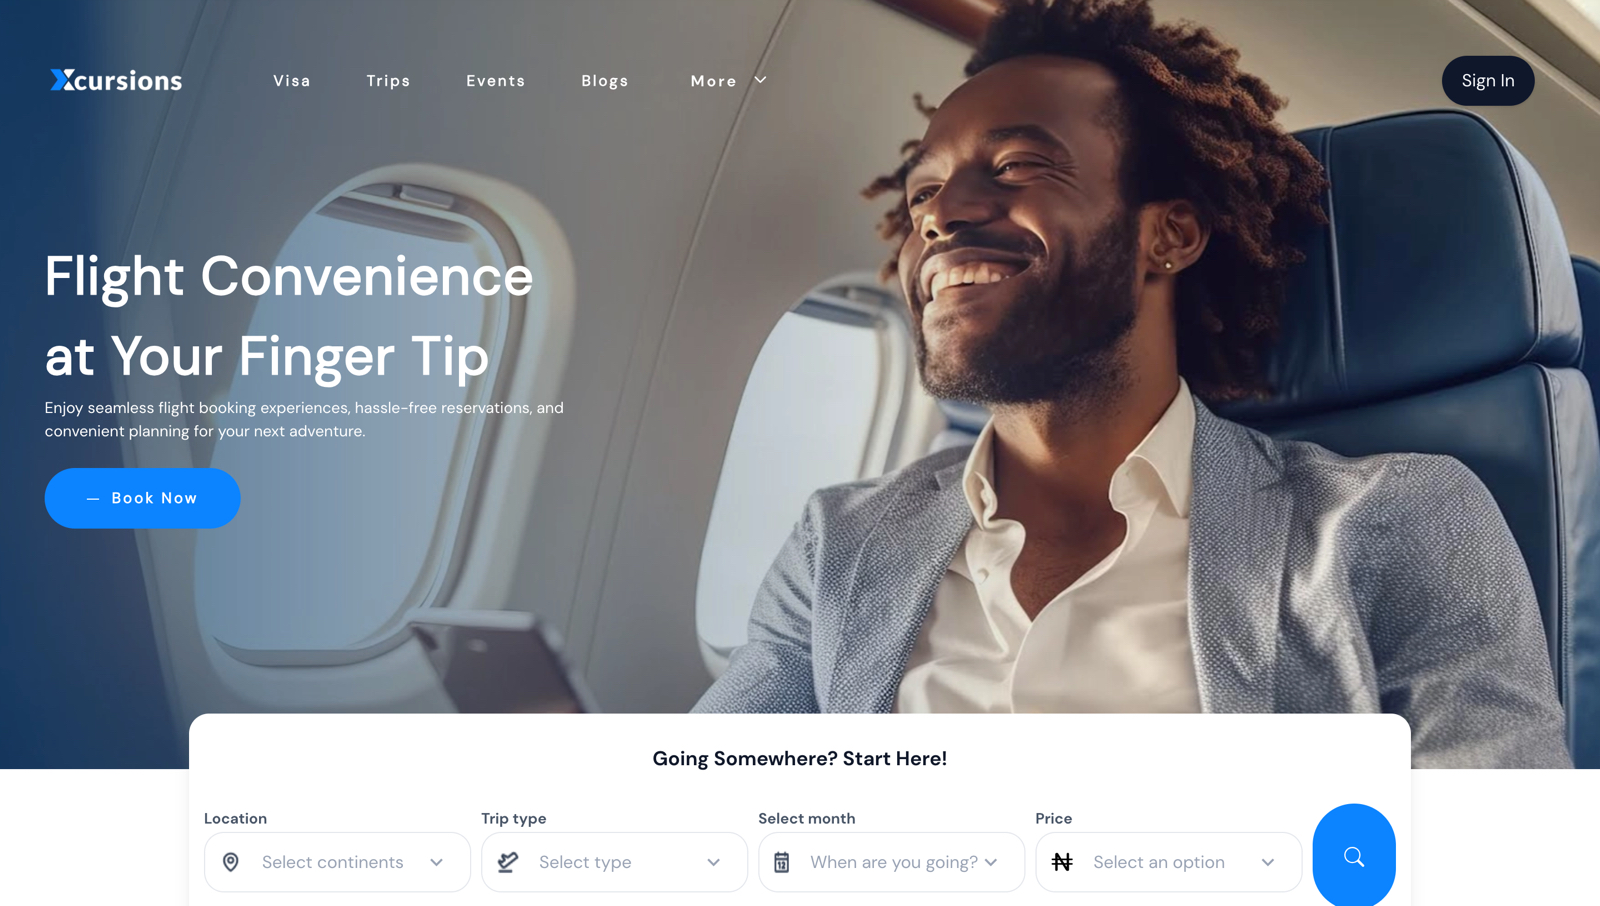 Xcursions
Visa
Trips
Events
Blogs
More
Sign In
Flight Convenience
at Your Finger Tip
Enjoy seamless flight booking experiences, hassle-free reservations, and
convenient planning for your next adventure.
— Book Now
Going Somewhere? Start Here!
Location
Trip type
Select month
Price
Select continents
Select type
12
When are you going?
₦
Select an option